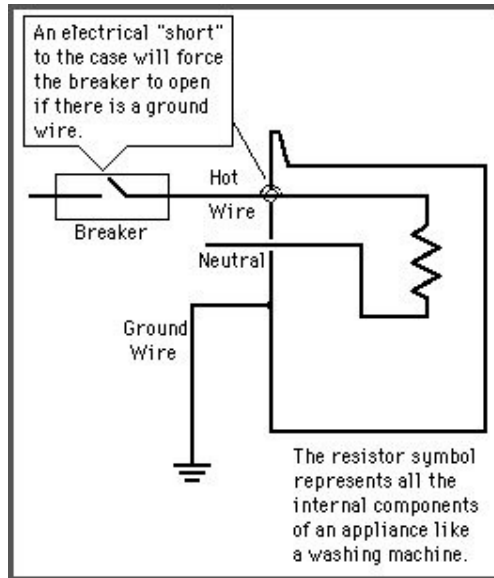 An electrical "short"
to the case will force
the breaker to open
if there is a ground
wire.
Hot
Wire
Breaker
Neutral
Ground
Wire
The resistor symbol
represents all the
internal components
of an appliance like
a washing machine.